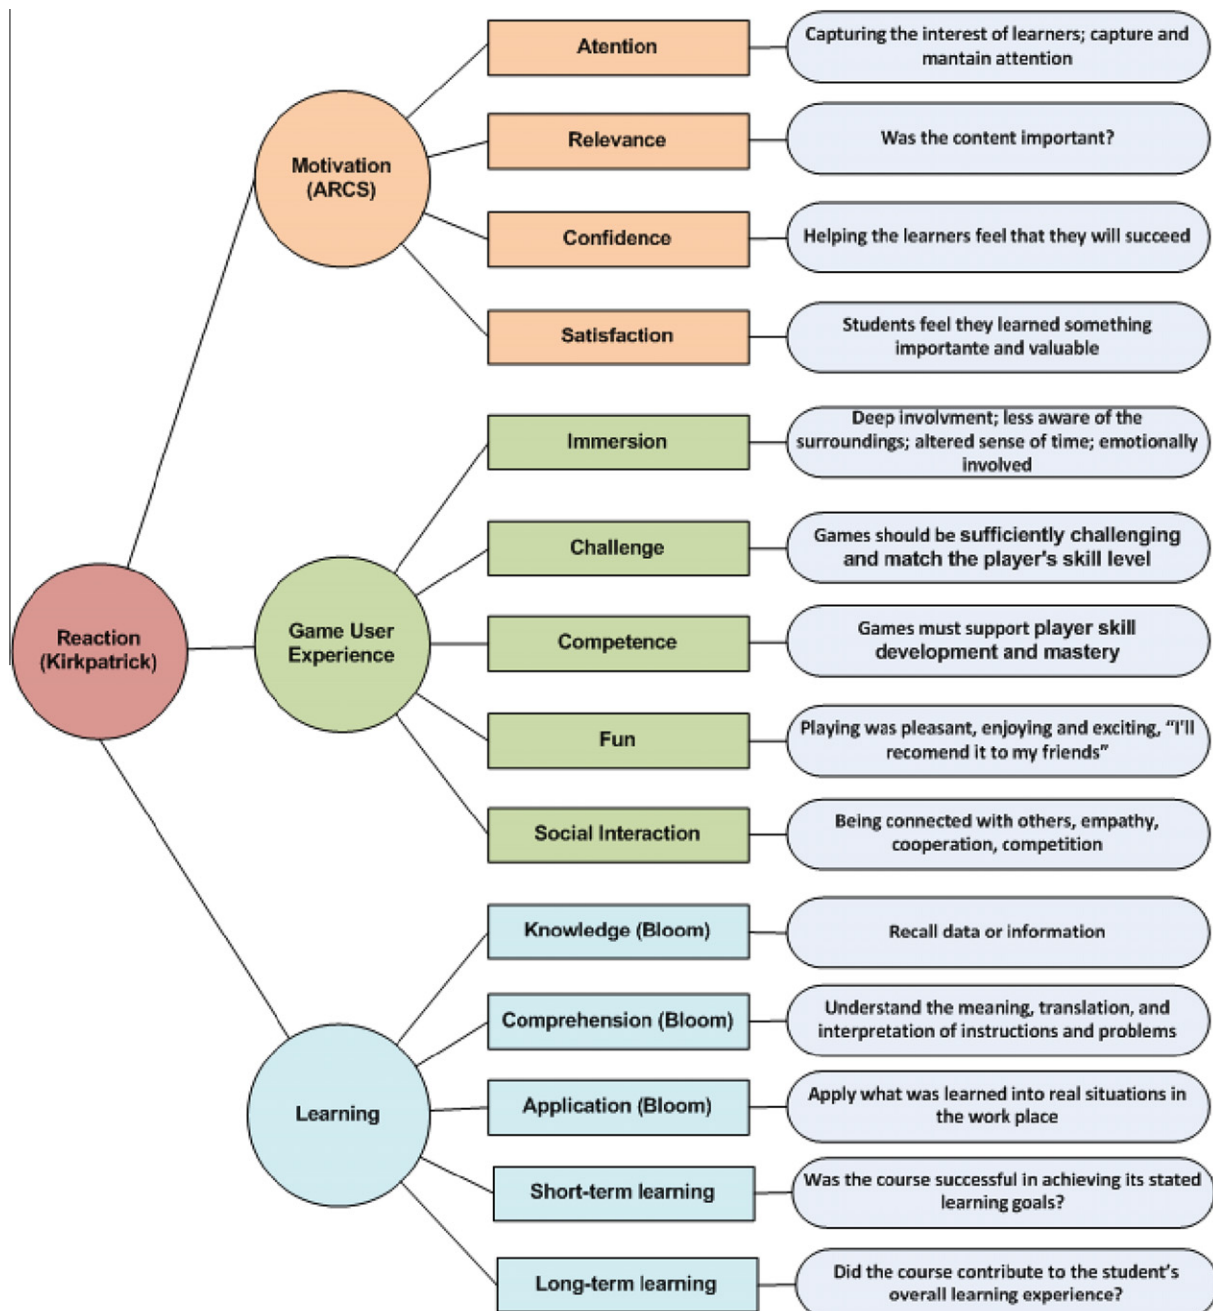 Atention
Capturing the interest of learners; capture and
mantain attention
Motivation
(ARCS)
Relevance
Was the content important?
Confidence
Helping the learners feel that they will succeed
Satisfaction
Students feel they learned something
importante and valuable
Reaction
(Kirkpatrick)
Game User
Experience
Immersion
Deep involvment; less aware of the
surroundings; altered sense of time; emotionally
involved
Challenge
Games should be sufficiently challenging
and match the player's skill level
Competence
Games must support player skill
development and mastery
Fun
Playing was pleasant, enjoying and exciting, “I'll
recomend it to my friends”
Social Interaction
Being connected with others, empathy,
cooperation, competition
Learning
Knowledge (Bloom)
Recall data or information
Comprehension (Bloom)
Understand the meaning, translation, and
interpretation of instructions and problems
Application (Bloom)
Apply what was learned into real situations in
the work place
Short-term learning
Was the course successful in achieving its stated
learning goals?
Long-term learning
Did the course contribute to the student's
overall learning experience?